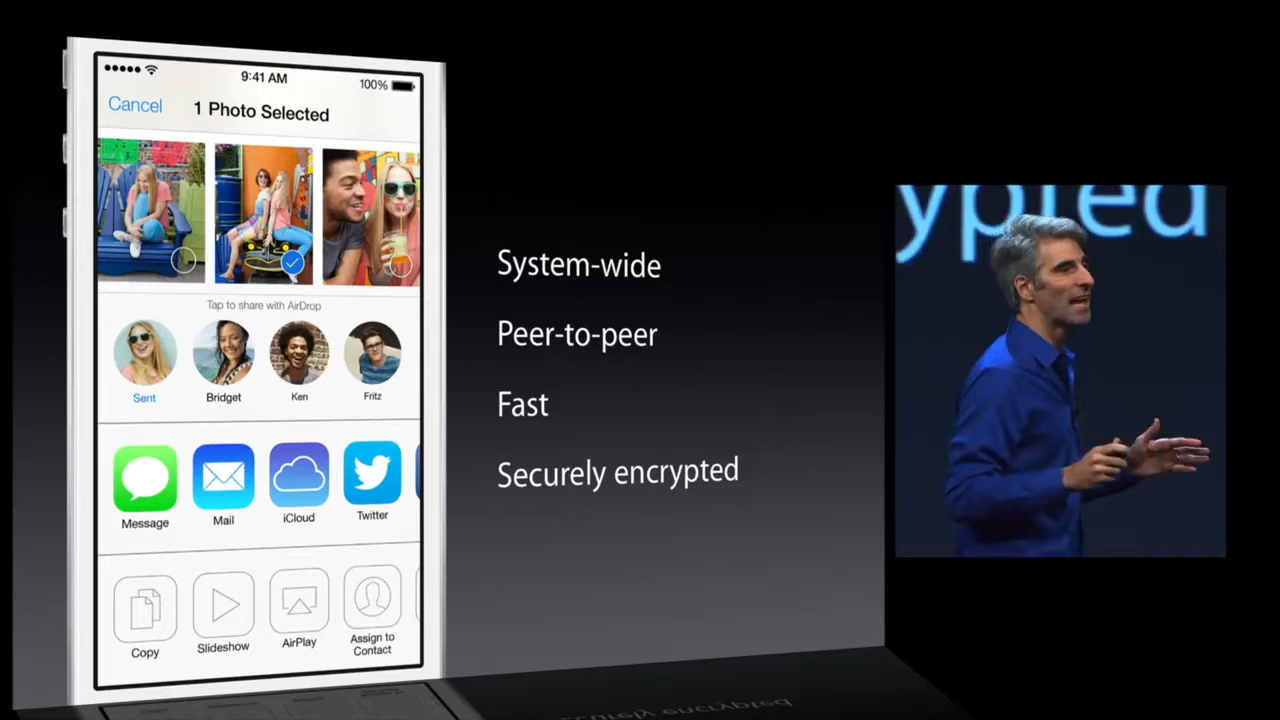 9:41 AM
100%
Cancel
1 Photo Selected
Tap to share with AirDrop
Sent
Bridget
Ken
Fritz
Message
Mail
iCloud
Twitter
Copy
Slideshow
AirPlay
Assign to
Contact
System-wide
Peer-to-peer
Fast
Securely encrypted
ypted